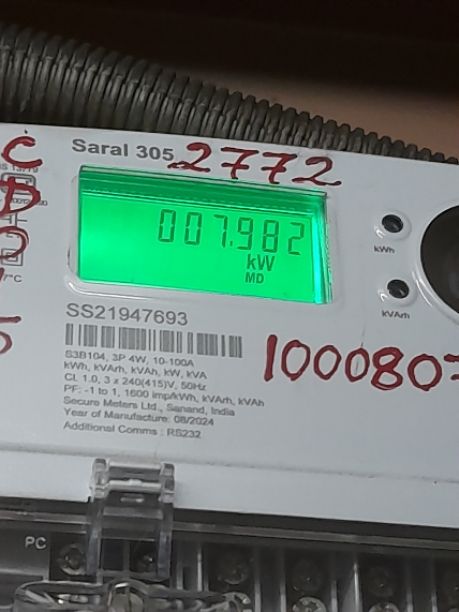 Saral 305 2772
C
007.982
kW
MD
kWh
kVArh
SS21947693
S3B104, 3P 4W, 10-100A
kWh, kVArh, kVAh, kW, kVA
Cl. 1.0, 3 x 240(415)V, 50Hz
PF: -1 to 1, 1600 imp/kWh, kVArh, kVAh
Secure Meters Ltd., Sanand, India
Year of Manufacture: 08/2024
Additional Comms : RS232
5
100080
PC